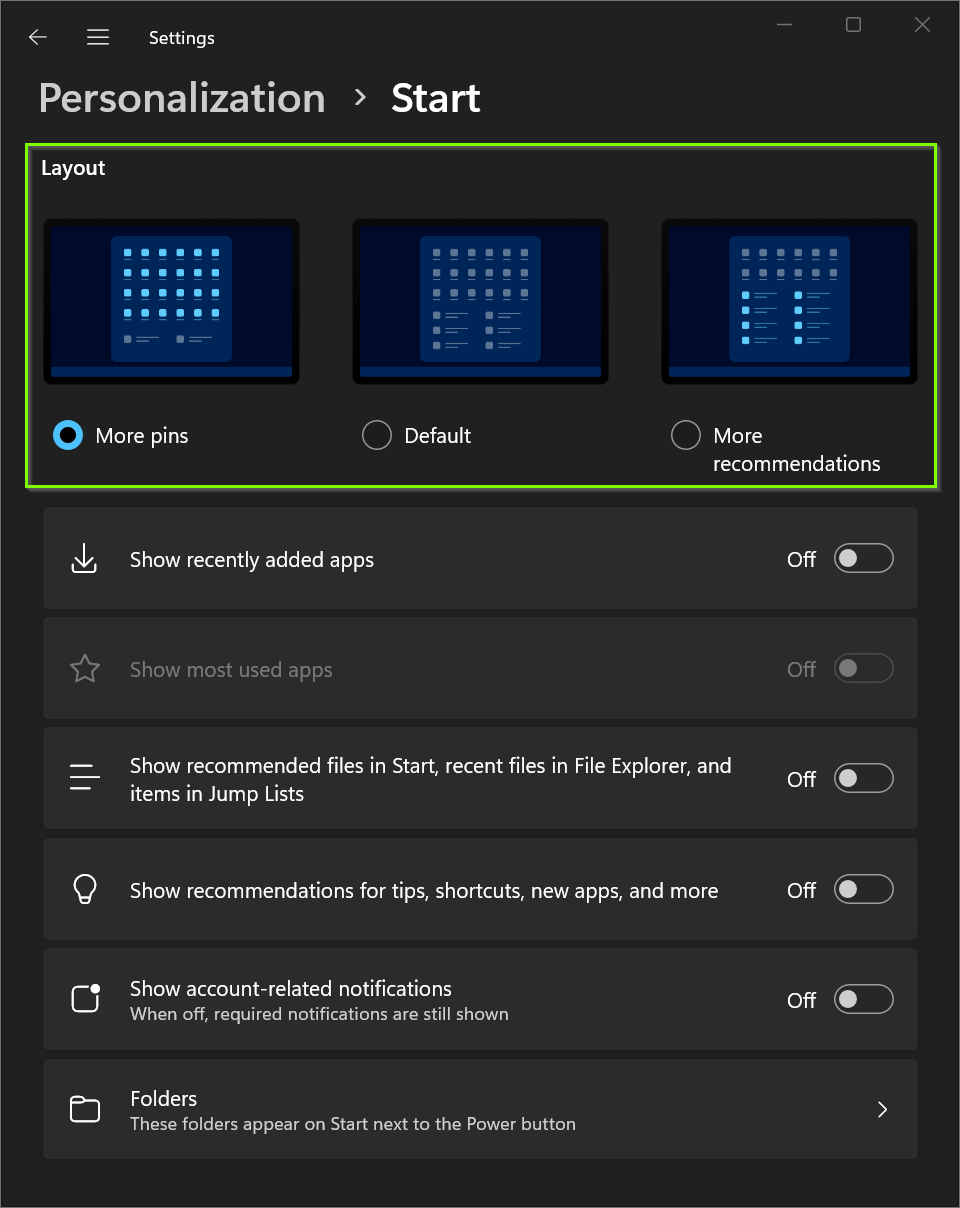 Settings
Personalization > Start
Layout
More pins
Default
More
recommendations
Show recently added apps
Off
Show most used apps
Off
Show recommended files in Start, recent files in File Explorer, and
items in Jump Lists
Off
Show recommendations for tips, shortcuts, new apps, and more
Off
Show account-related notifications
When off, required notifications are still shown
Off
Folders
These folders appear on Start next to the Power button